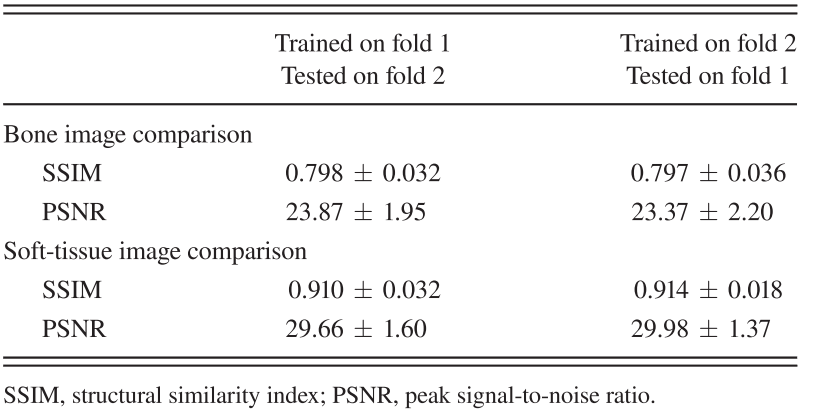 Trained on fold 1 Trained on fold 2
Tested on fold 2 Tested on fold 1
Bone image comparison
SSIM 0.798 ± 0.032 0.797 ± 0.036
PSNR 23.87 ± 1.95 23.37 ± 2.20
Soft-tissue image comparison
SSIM 0.910 ± 0.032 0.914 ± 0.018
PSNR 29.66 ± 1.60 29.98 ± 1.37
SSIM, structural similarity index; PSNR, peak signal-to-noise ratio.